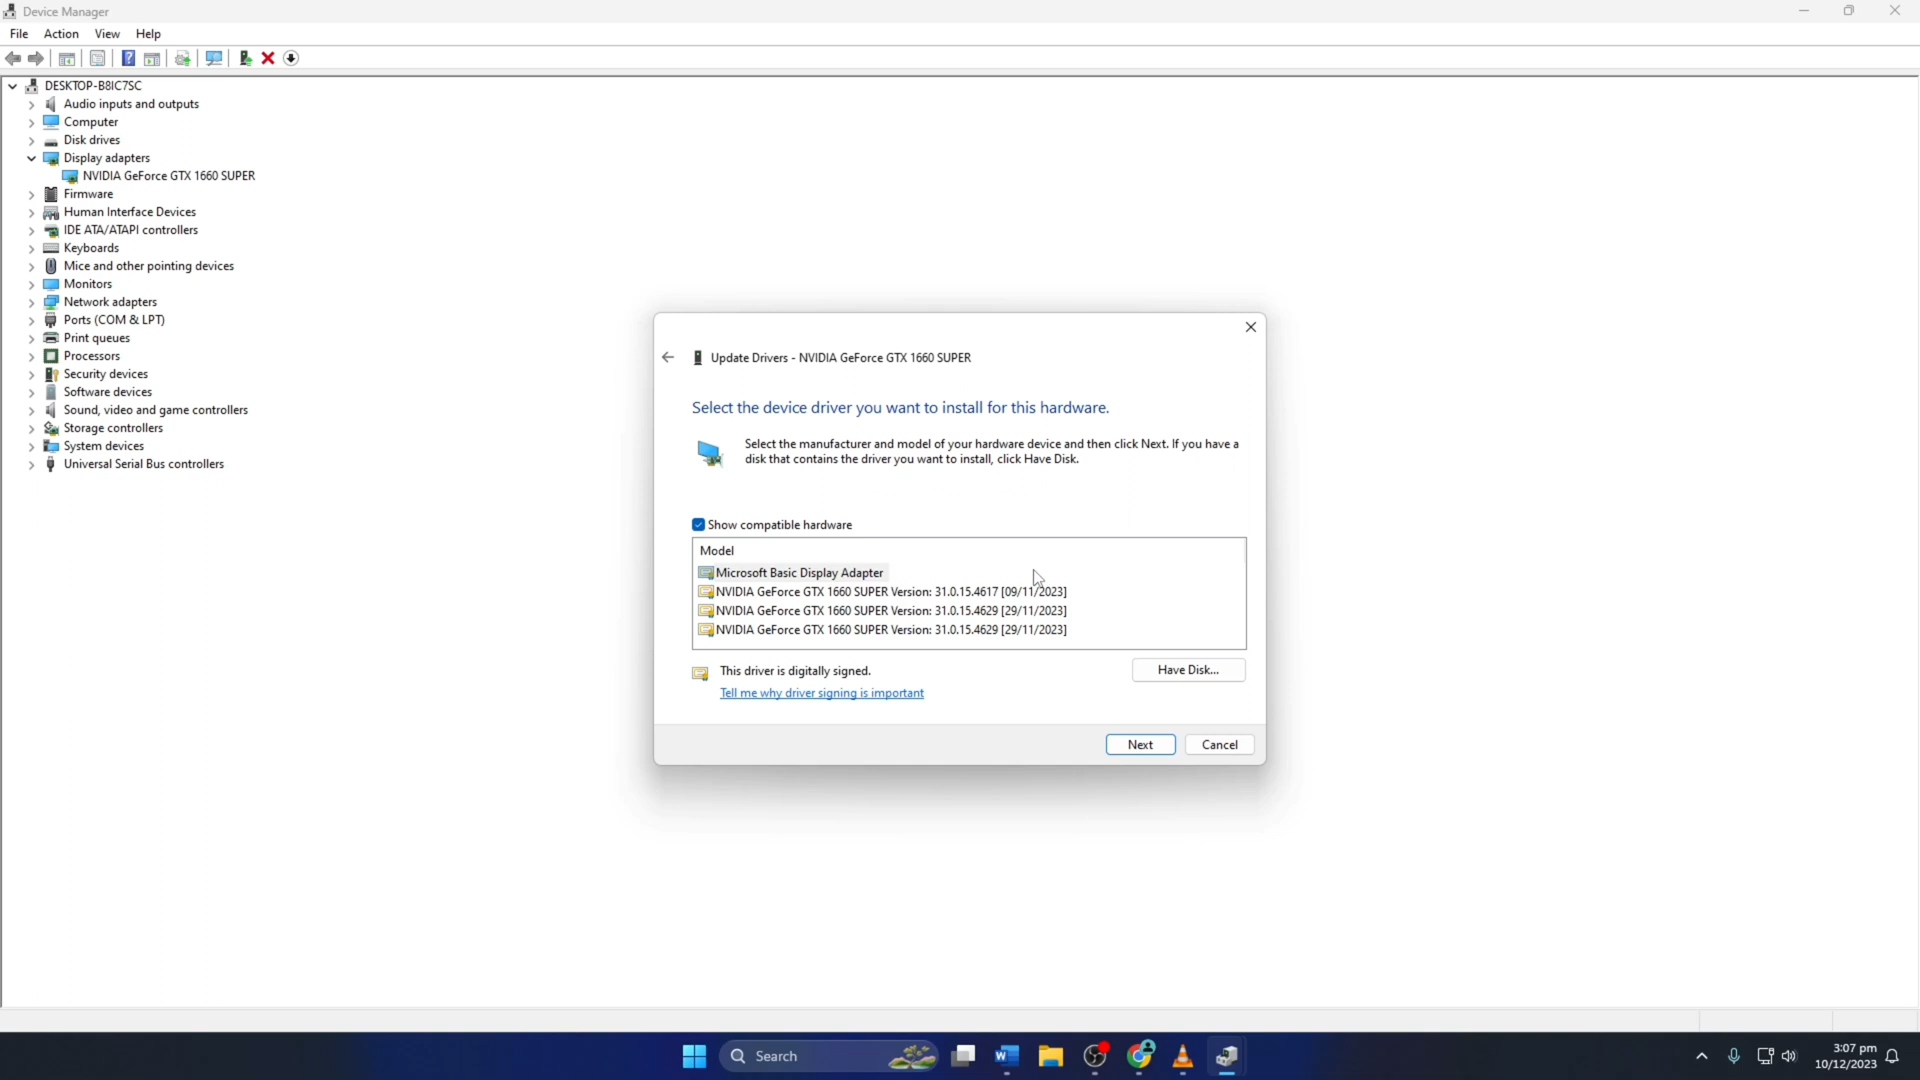 Device Manager
File Action View Help
DESKTOP-B8IC7SC
Audio inputs and outputs
Computer
Disk drives
Display adapters
NVIDIA GeForce GTX 1660 SUPER
Firmware
Human Interface Devices
IDE ATA/ATAPI controllers
Keyboards
Mice and other pointing devices
Monitors
Network adapters
Ports (COM & LPT)
Print queues
Processors
Security devices
Software devices
Sound, video and game controllers
Storage controllers
System devices
Universal Serial Bus controllers
Update Drivers - NVIDIA GeForce GTX 1660 SUPER
Select the device driver you want to install for this hardware.
Select the manufacturer and model of your hardware device and then click Next. If you have a
disk that contains the driver you want to install, click Have Disk.
Show compatible hardware
Model
Microsoft Basic Display Adapter
NVIDIA GeForce GTX 1660 SUPER Version: 31.0.15.4617 [09/11/2023]
NVIDIA GeForce GTX 1660 SUPER Version: 31.0.15.4629 [29/11/2023]
NVIDIA GeForce GTX 1660 SUPER Version: 31.0.15.4629 [29/11/2023]
This driver is digitally signed.
Have Disk...
Tell me why driver signing is important
Next Cancel
Search
3:07 pm
10/12/2023